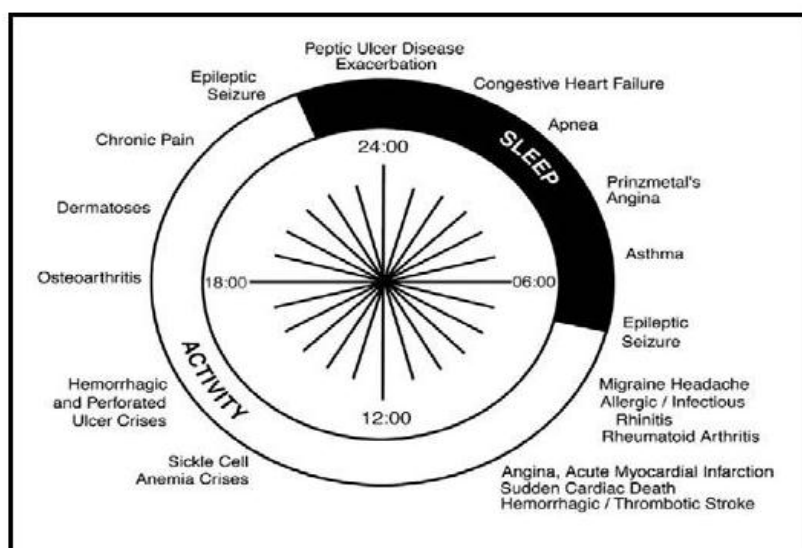 Peptic Ulcer Disease
Exacerbation
Epileptic
Seizure
Congestive Heart Failure
Chronic Pain
Apnea
24:00
SLEEP
Prinzmetal's
Angina
Dermatoses
Asthma
Osteoarthritis
18:00
06:00
Epileptic
Seizure
ACTIVITY
Hemorrhagic
and Perforated
Ulcer Crises
Migraine Headache
Allergic / Infectious
Rhinitis
Rheumatoid Arthritis
12:00
Sickle Cell
Anemia Crises
Angina, Acute Myocardial Infarction
Sudden Cardiac Death
Hemorrhagic / Thrombotic Stroke